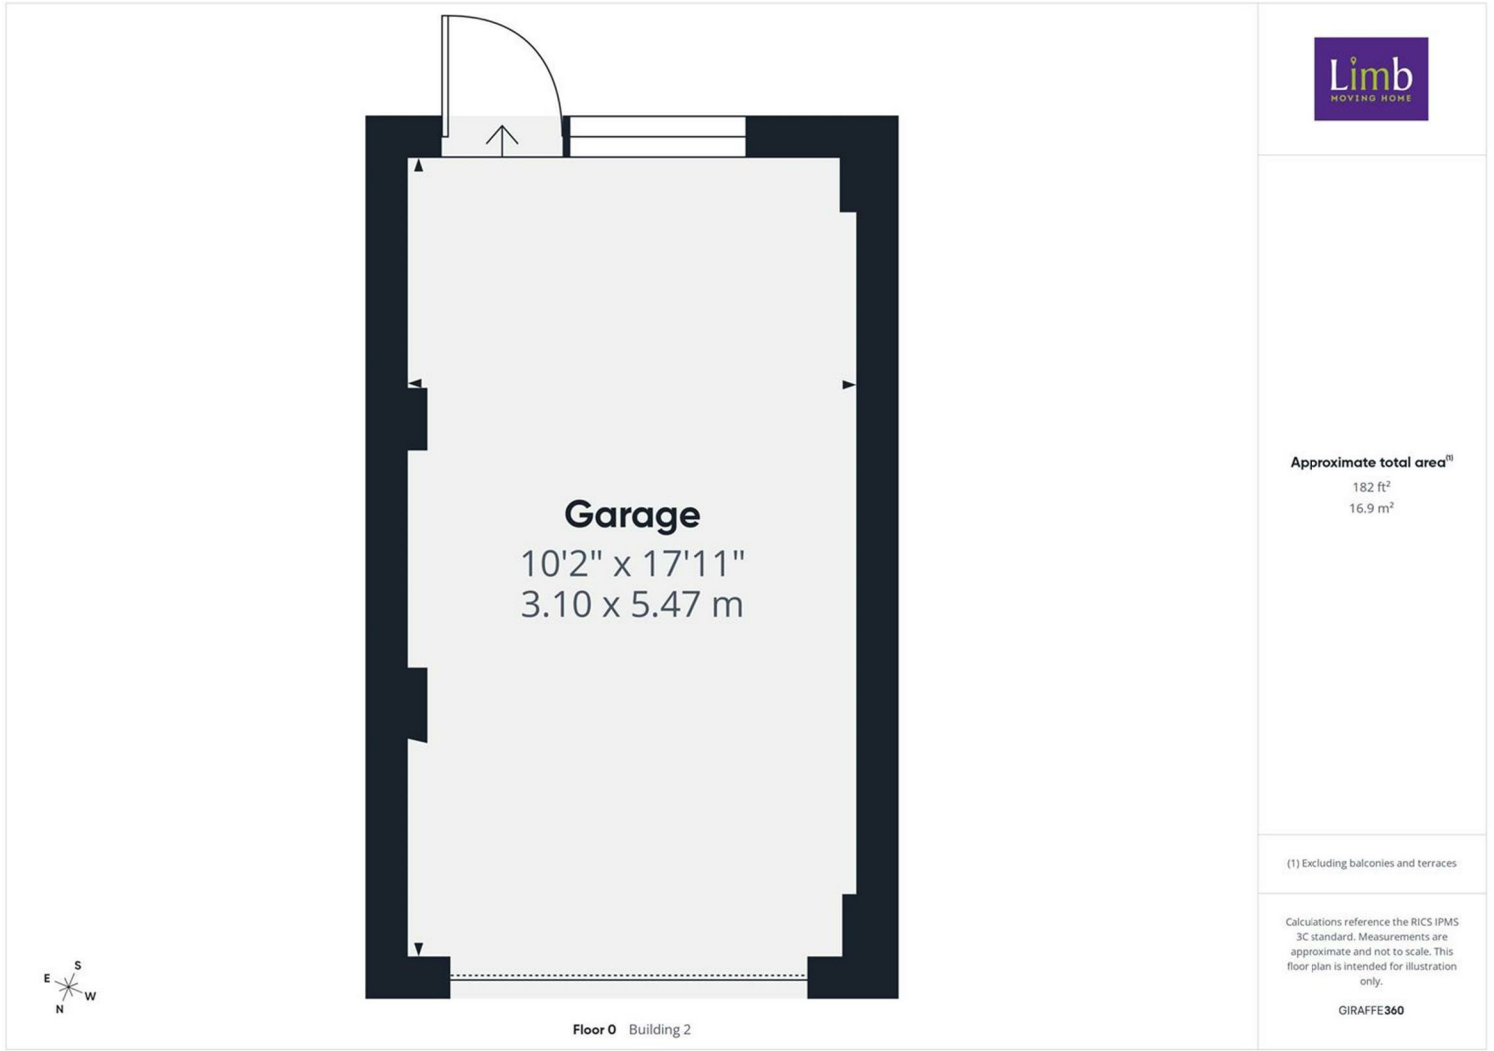 Limb
MOVING HOME
Garage
10'2" x 17'11"
3.10 x 5.47 m
Approximate total area(1)
182 ft²
16.9 m²
(1) Excluding balconies and terraces
Calculations reference the RICS IPMS
3C standard. Measurements are
approximate and not to scale. This
floor plan is intended for illustration
only.
GIRAFFE360
S
E
W
N
Floor 0 Building 2